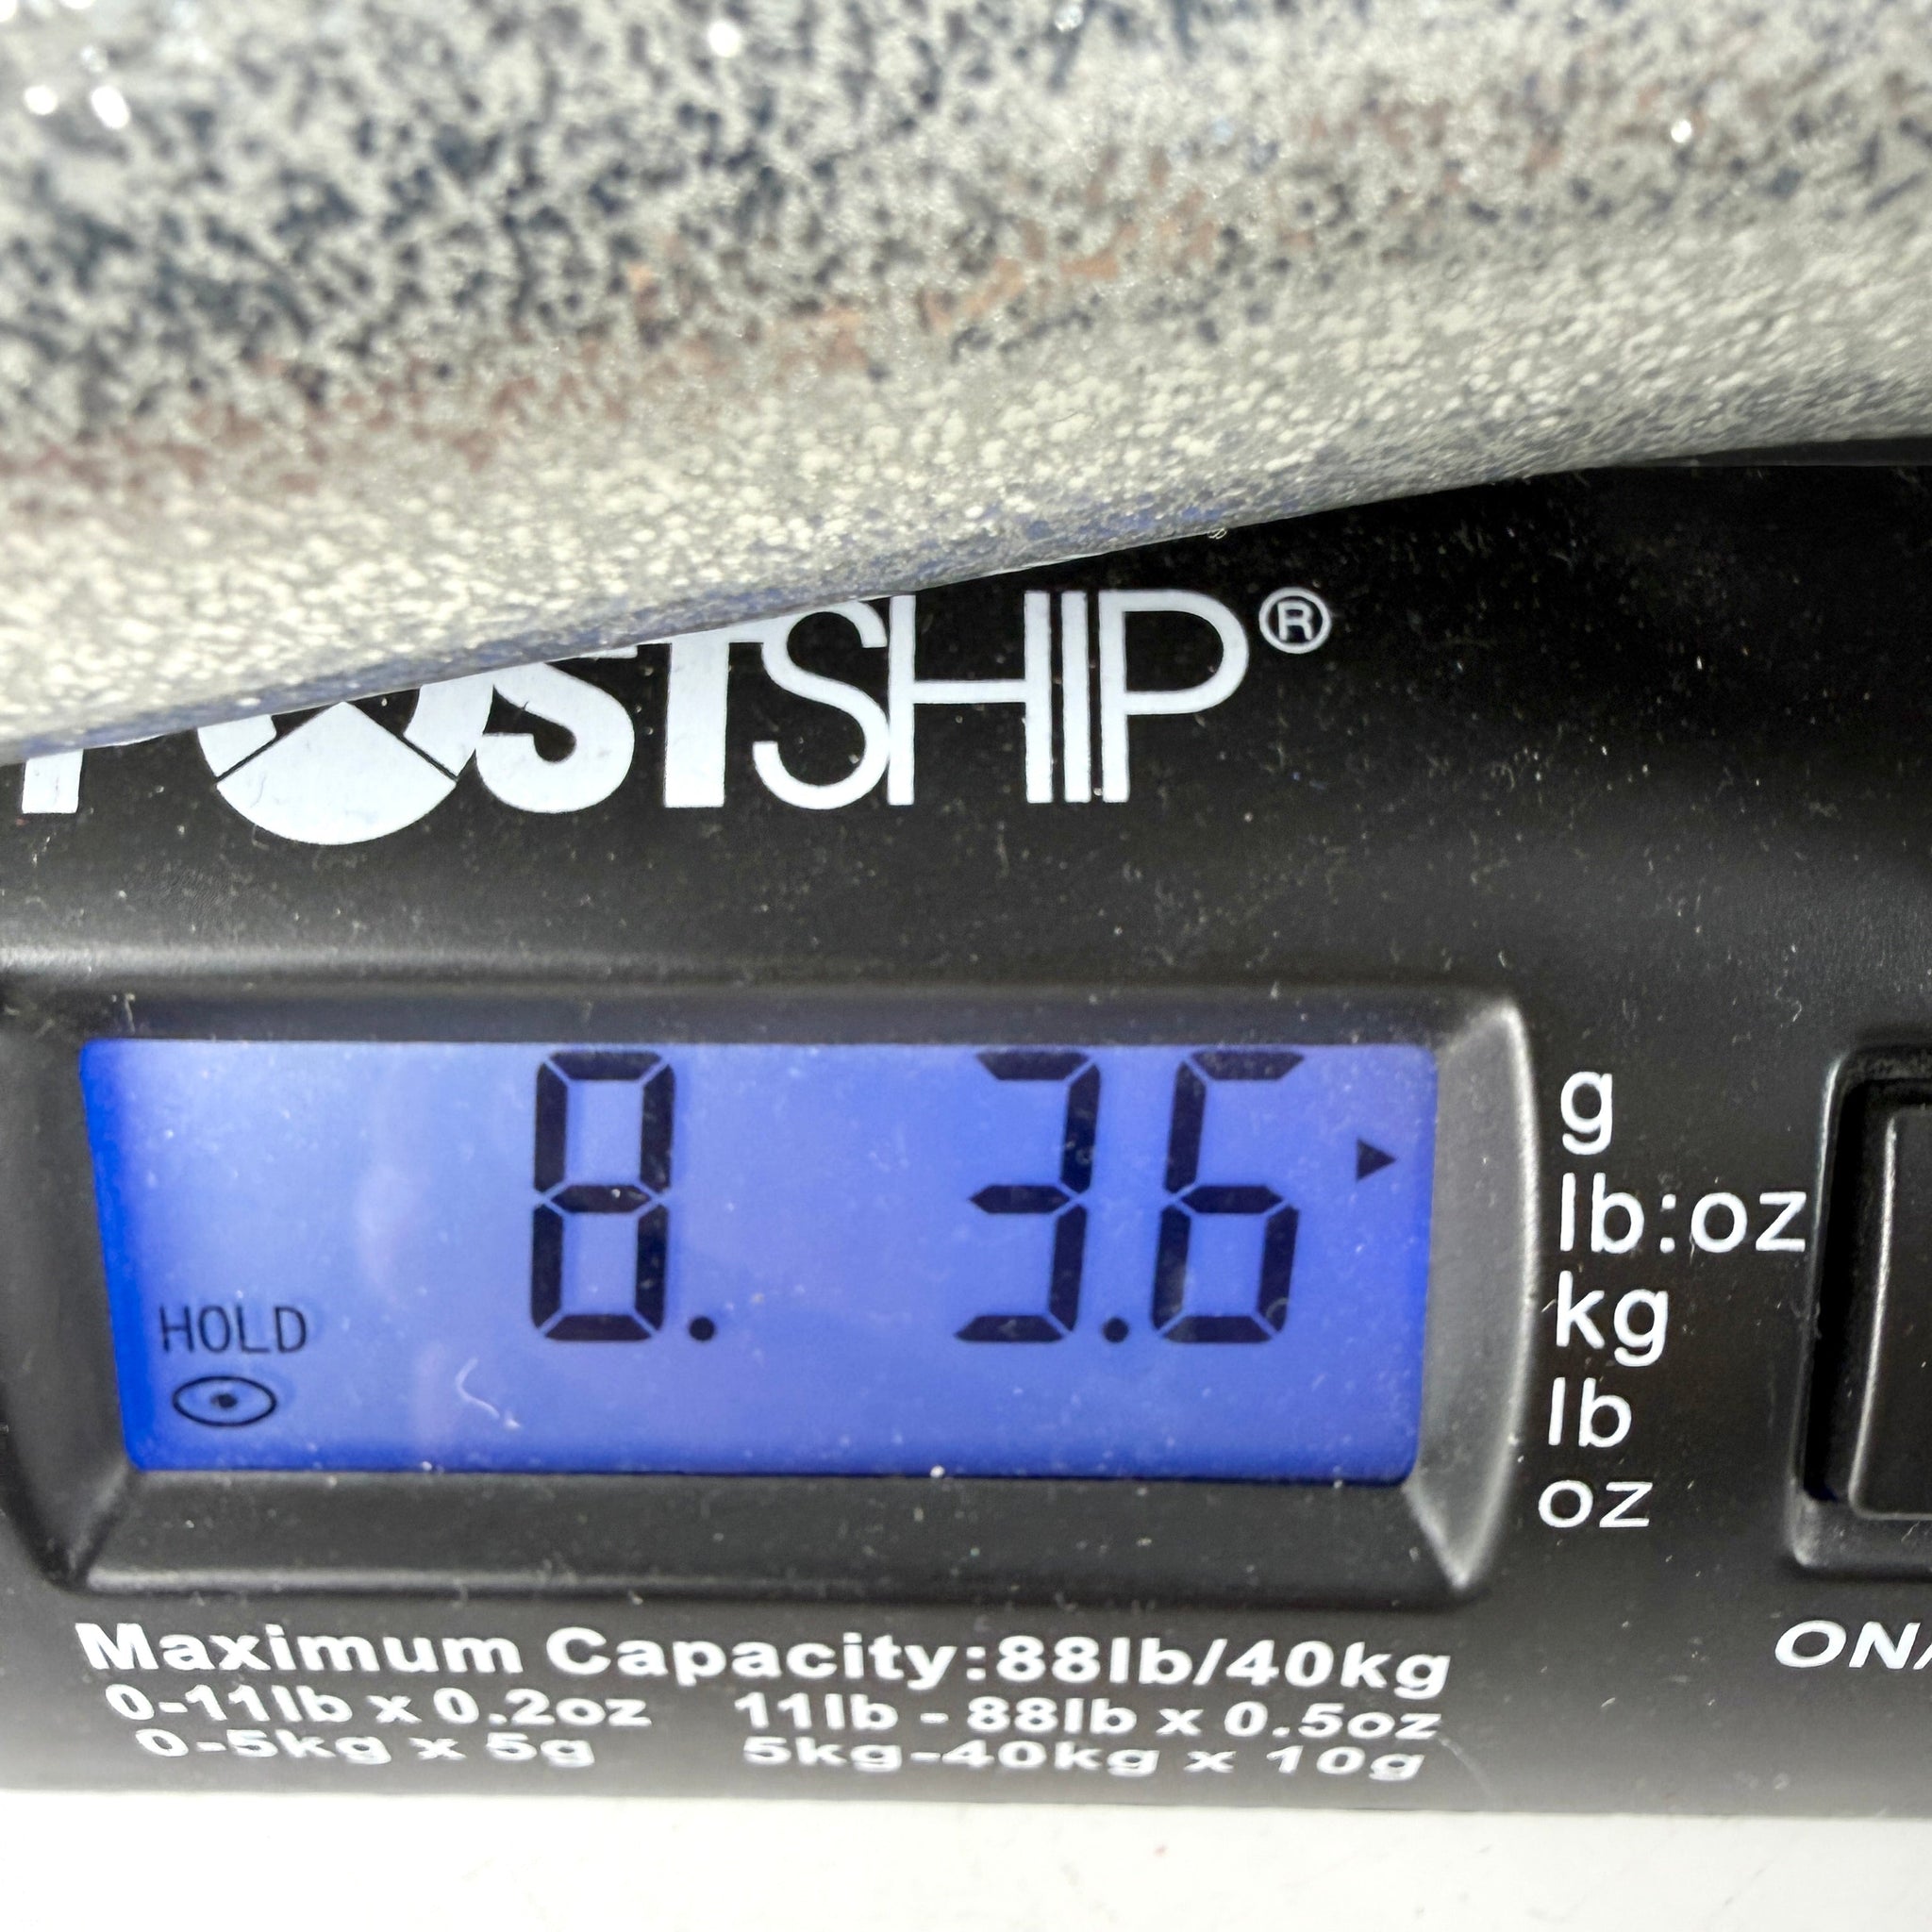 POSTSHIP®
8. 3.6
HOLD
g
lb:oz
kg
lb
oz
Maximum Capacity:88lb/40kg
0-11lb x 0.2oz 11lb - 88lb x 0.5oz
0-5kg x 5g 5kg-40kg x 10g
ON/